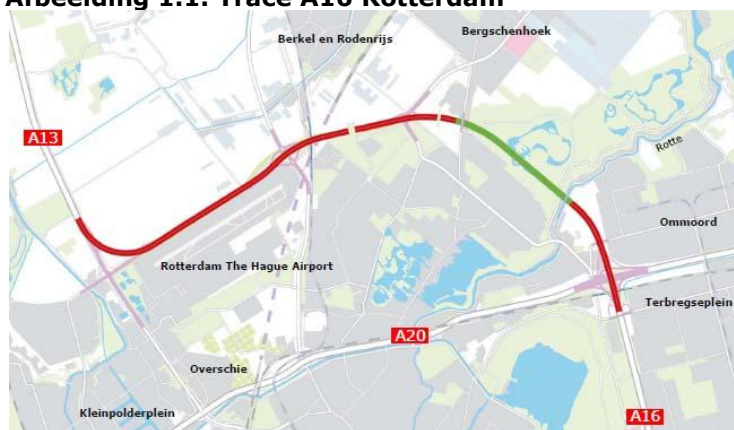 Afbeelding 1.1. Tracé A16 Rotterdam
Berkel en Rodenrijs
Bergschenhoek
A13
Rotte
Ommoord
Rotterdam The Hague Airport
Terbregseplein
A20
Overschie
Kleinpolderplein
A16